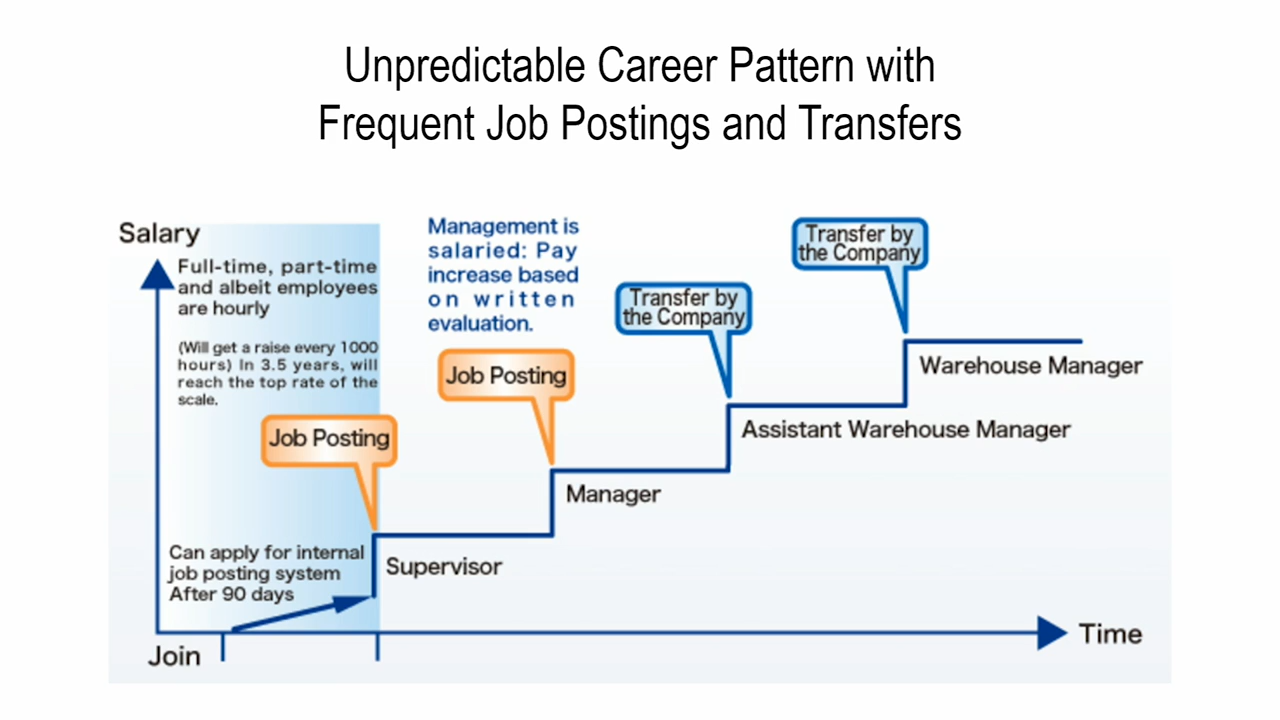 Unpredictable Career Pattern with
Frequent Job Postings and Transfers
Salary
Full-time, part-time
and albeit employees
are hourly
(Will get a raise every 1000
hours) In 3.5 years, will
reach the top rate of the
scale.
Management is
salaried: Pay
increase based
on written
evaluation.
Transfer by
the Company
Transfer by
the Company
Job Posting
Job Posting
Warehouse Manager
Assistant Warehouse Manager
Manager
Supervisor
Can apply for internal
job posting system
After 90 days
Join
Time